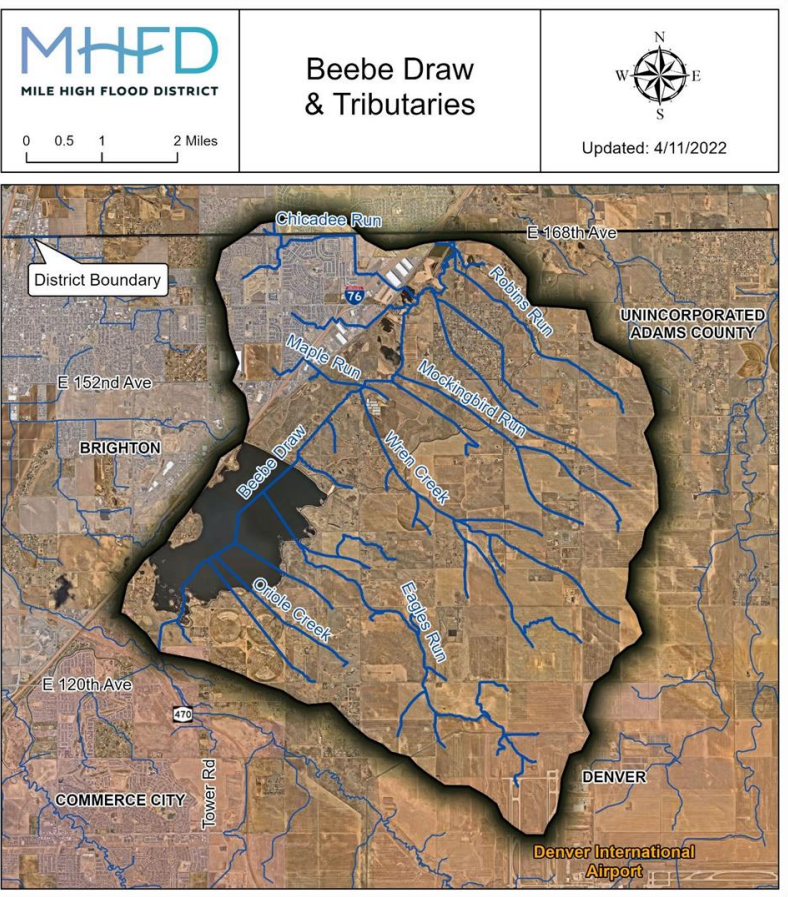 MHFD
MILE HIGH FLOOD DISTRICT
0 0.5 1 2 Miles
Beebe Draw
& Tributaries
N
W E
S
Updated: 4/11/2022
Chicadee Run
E 168th Ave
District Boundary
76
Robins Run
UNINCORPORATED
ADAMS COUNTY
Maple Run
E 152nd Ave
Mockingbird Run
BRIGHTON
Beebe Draw
Wren Creek
Oriole Creek
Eagles Run
E 120th Ave
470
Tower Rd
DENVER
COMMERCE CITY
Denver International
Airport